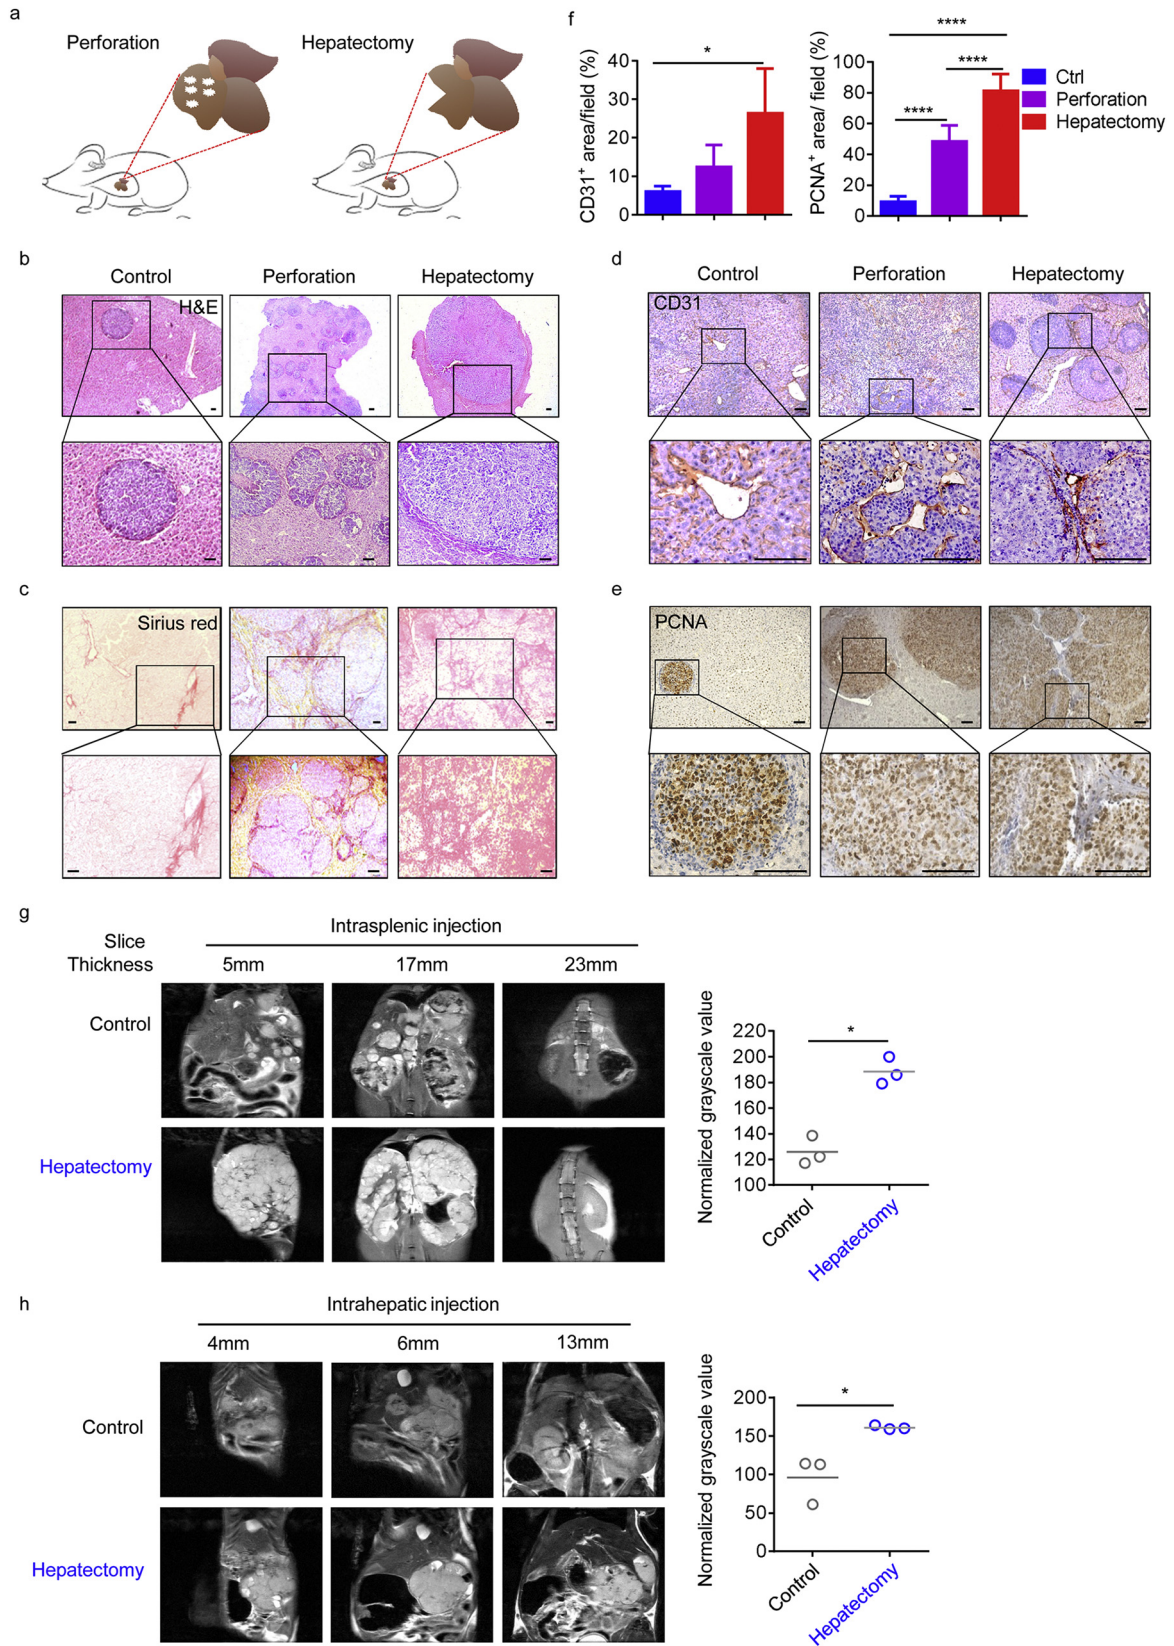 a
Perforation
Hepatectomy
f
CD31+ area/field (%)
40
30
20
10
0
*
PCNA+ area/ field (%)
100
80
60
40
20
0
****
****
****
Ctrl
Perforation
Hepatectomy
b
Control
Perforation
Hepatectomy
H&E
d
Control
Perforation
Hepatectomy
CD31
c
Sirius red
e
PCNA
g
Intrasplenic injection
Slice
Thickness
5mm
17mm
23mm
Control
Hepatectomy
Normalized grayscale value
220
200
180
160
140
120
100
*
Control
Hepatectomy
h
Intrahepatic injection
4mm
6mm
13mm
Control
Hepatectomy
Normalized grayscale value
200
150
100
50
0
*
Control
Hepatectomy